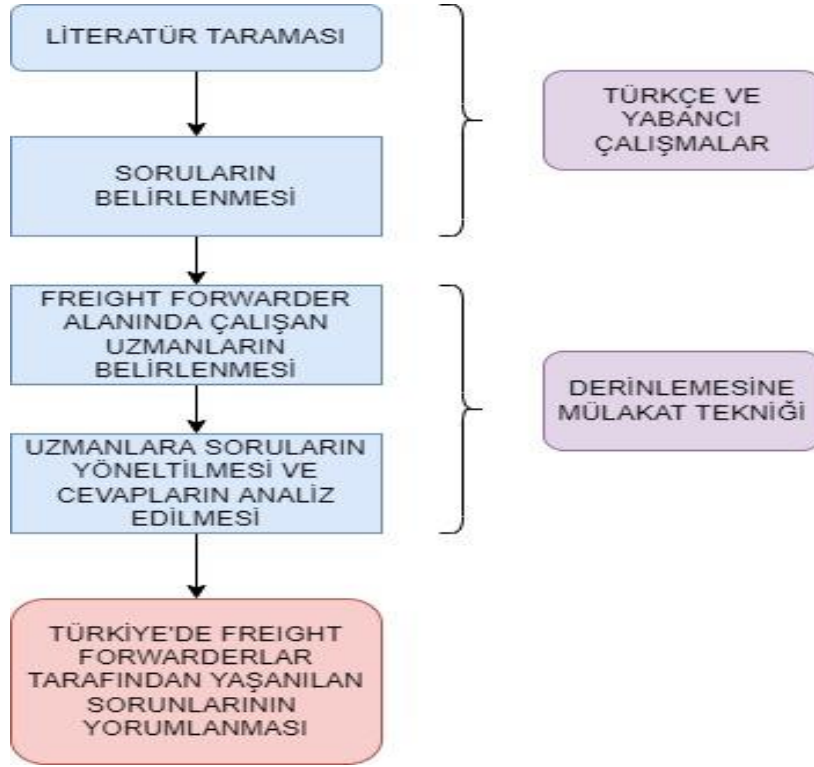 LİTERATÜR TARAMASI
TÜRKÇE VE
YABANCI
ÇALIŞMALAR
SORULARIN
BELİRLENMESİ
FREIGHT FORWARDER
ALANINDA ÇALIŞAN
UZMANLARIN
BELİRLENMESİ
DERİNLEMESİNE
MÜLAKAT TEKNİĞİ
UZMANLARA SORULARIN
YÖNELTİLMESİ VE
CEVAPLARIN ANALİZ
EDİLMESİ
TÜRKİYE'DE FREIGHT
FORWARDERLAR
TARAFINDAN YAŞANILAN
SORUNLARININ
YORUMLANMASI